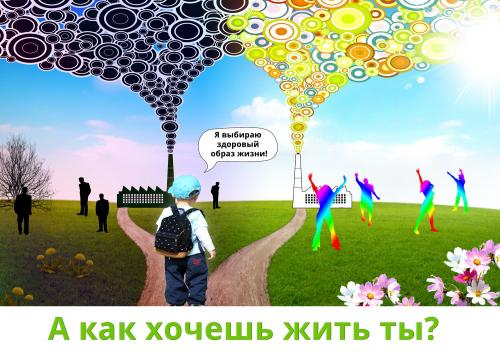 Я выбираю
здоровый
образ жизни!
А как хочешь жить ты?